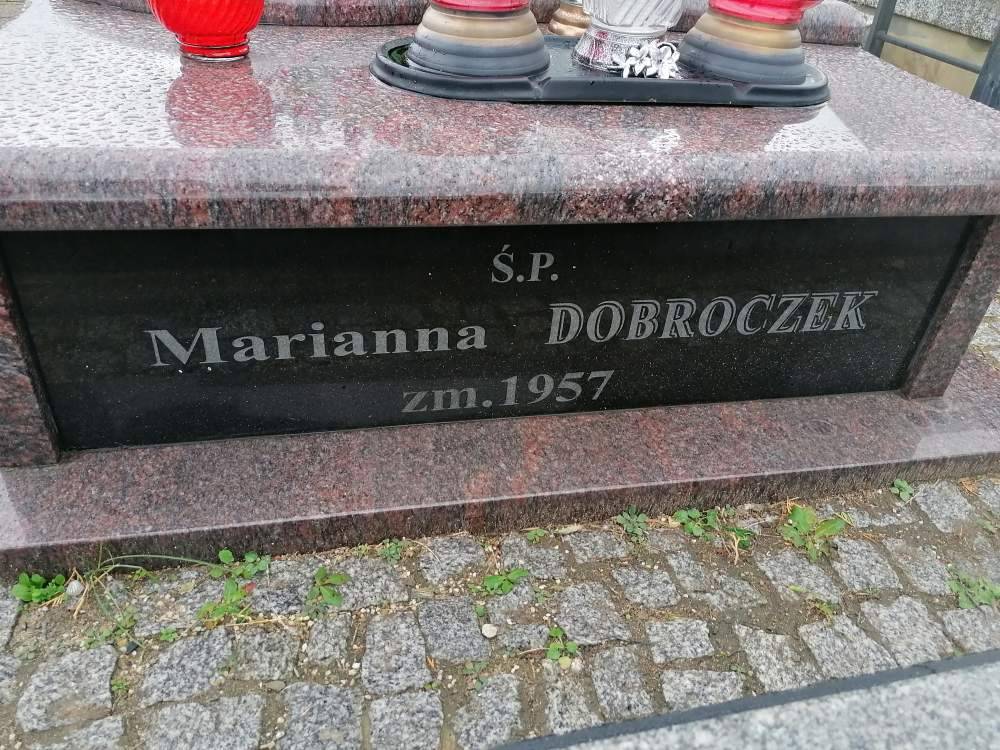 Ś.P.
Marianna DOBROCZEK
zm.1957